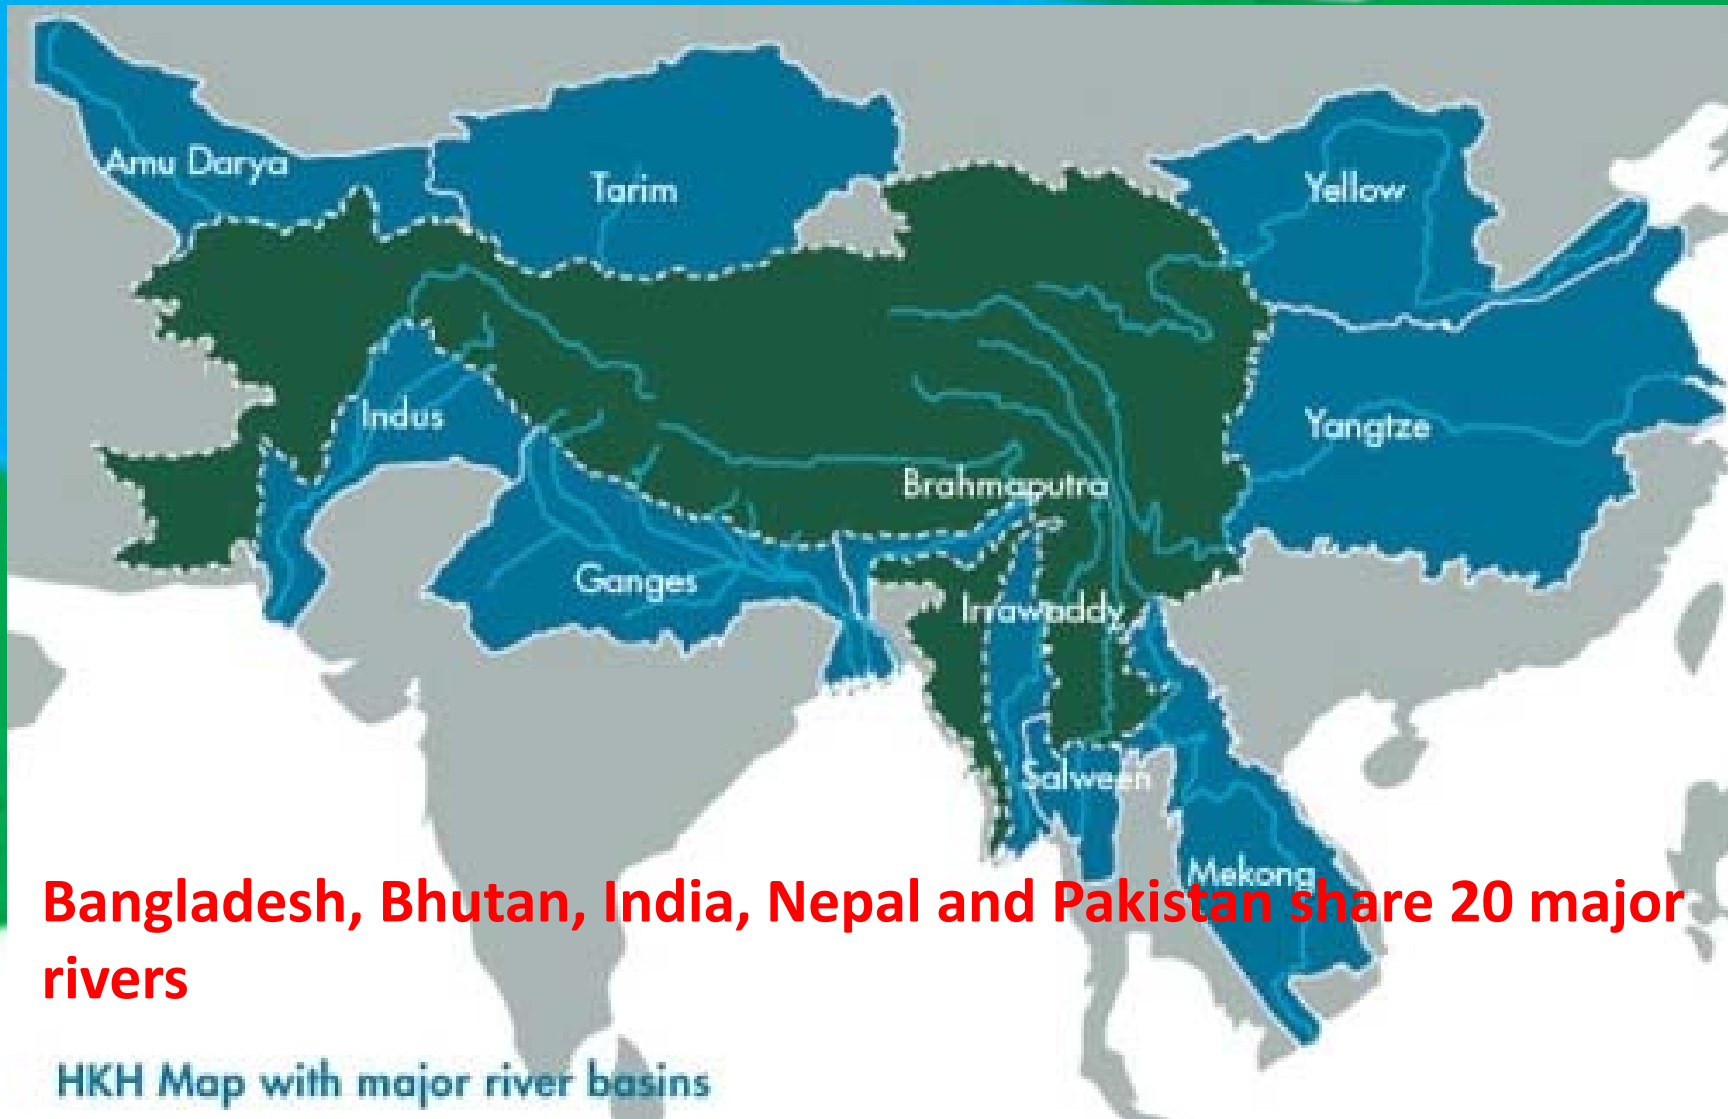 Amu Darya
Tarim
Yellow
Indus
Yangtze
Brahmaputra
Ganges
Irrawaddy
Salween
Mekong
Bangladesh, Bhutan, India, Nepal and Pakistan share 20 major
rivers
HKH Map with major river basins